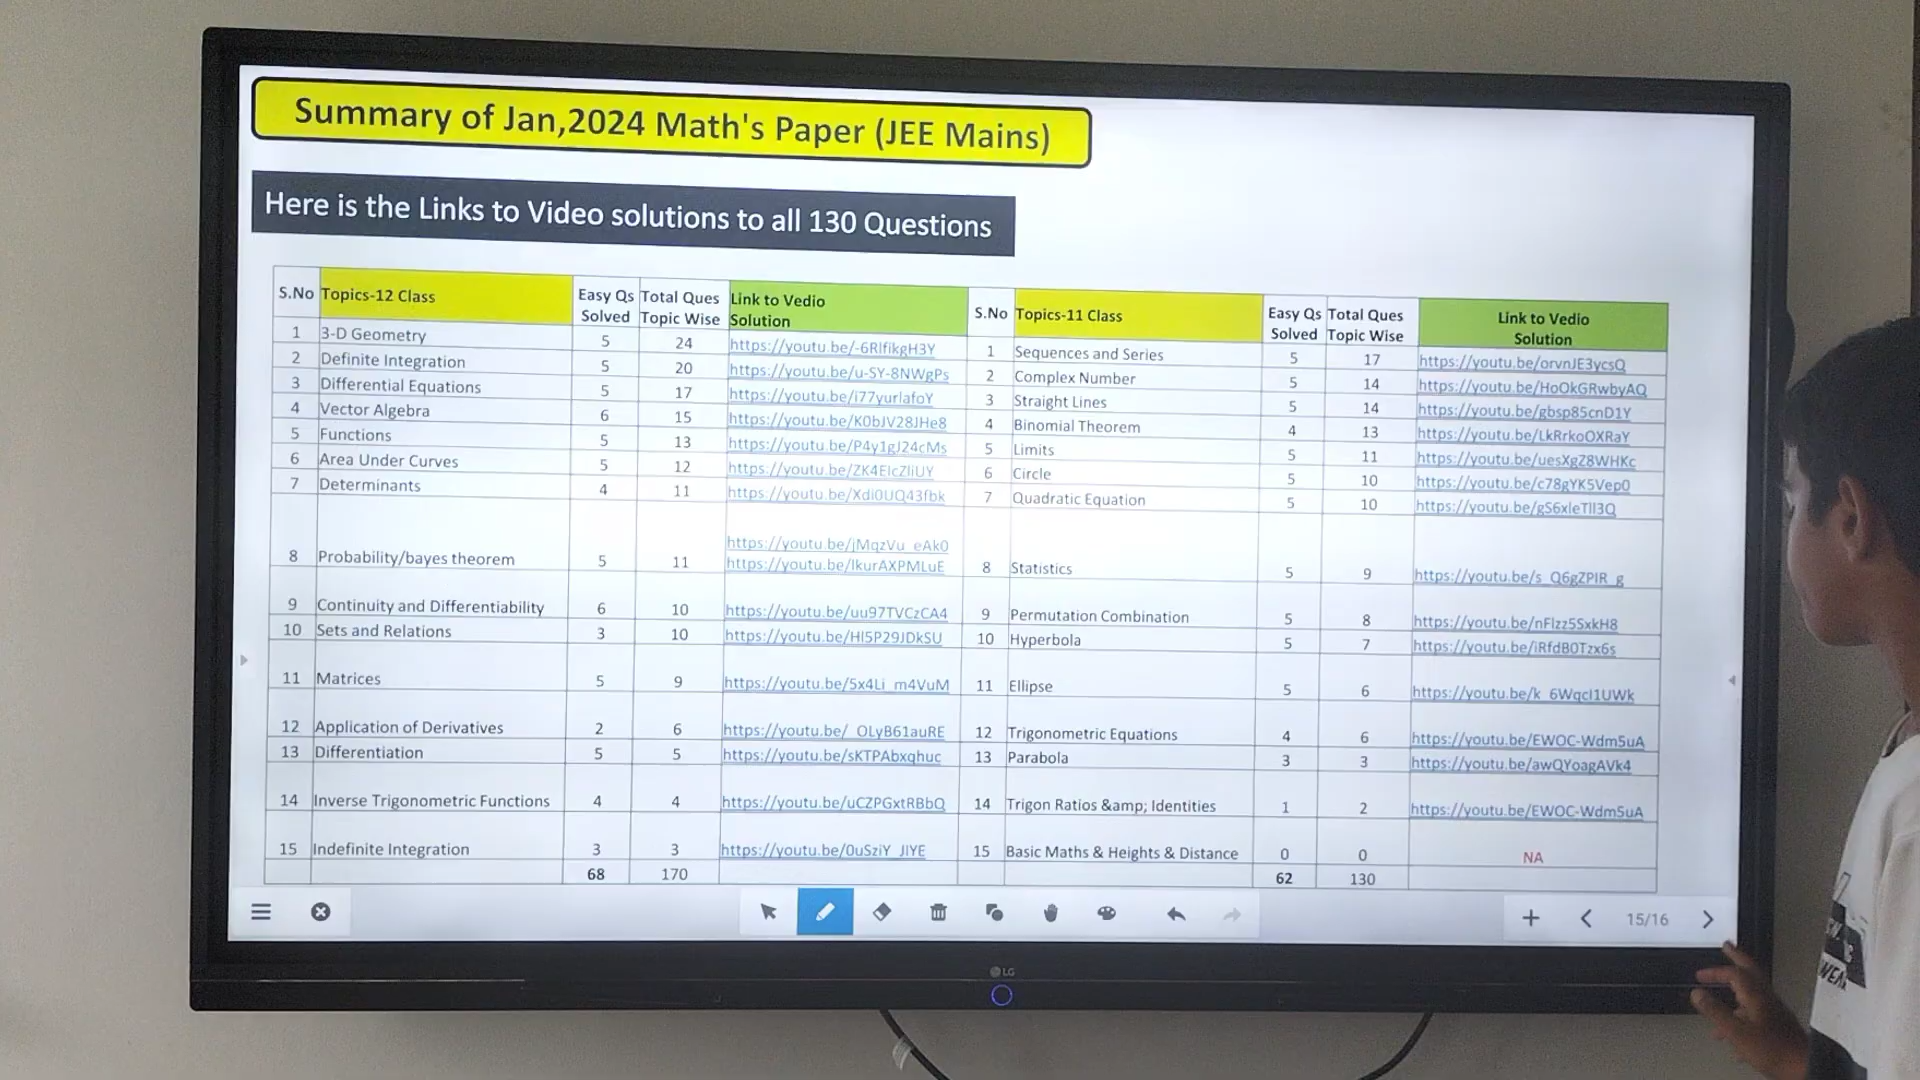 Summary of Jan,2024 Math's Paper (JEE Mains)
Here is the Links to Video solutions to all 130 Questions
S.No Topics-12 Class Easy Qs Solved Total Ques Topic Wise Link to Vedio Solution S.No Topics-11 Class Easy Qs Solved Total Ques Topic Wise Link to Vedio Solution
1 3-D Geometry 5 24 https://youtu.be/-6RlfikgH3Y 1 Sequences and Series 5 17 https://youtu.be/orvnJE3ycsQ
2 Definite Integration 5 20 https://youtu.be/u-SY-8NWgPs 2 Complex Number 5 14 https://youtu.be/HoOkGRwbyAQ
3 Differential Equations 5 17 https://youtu.be/i77yurlafoY 3 Straight Lines 5 14 https://youtu.be/gbsp85cnD1Y
4 Vector Algebra 6 15 https://youtu.be/K0bJV28JHe8 4 Binomial Theorem 4 13 https://youtu.be/LkRrkoOXRaY
5 Functions 5 13 https://youtu.be/P4y1gJ24cMs 5 Limits 5 11 https://youtu.be/uesXgZ8WHKc
6 Area Under Curves 5 12 https://youtu.be/ZK4ElcZliUY 6 Circle 5 10 https://youtu.be/c78gYK5Vep0
7 Determinants 4 11 https://youtu.be/Xdi0UQ43fbk 7 Quadratic Equation 5 10 https://youtu.be/gS6xleTll3Q
8 Probability/bayes theorem 5 11 https://youtu.be/jMqzVu_eAk0 https://youtu.be/lkurAXPMLuE 8 Statistics 5 9 https://youtu.be/s_Q6gZPlR_g
9 Continuity and Differentiability 6 10 https://youtu.be/uu97TVCzCA4 9 Permutation Combination 5 8 https://youtu.be/nFlzz5SxkH8
10 Sets and Relations 3 10 https://youtu.be/Hl5P29JDkSU 10 Hyperbola 5 7 https://youtu.be/iRfdB0Tzx6s
11 Matrices 5 9 https://youtu.be/5x4Li_m4VuM 11 Ellipse 5 6 https://youtu.be/k_6Wqcl1UWk
12 Application of Derivatives 2 6 https://youtu.be/_OLyB61auRE 12 Trigonometric Equations 4 6 https://youtu.be/EWOC-Wdm5uA
13 Differentiation 5 5 https://youtu.be/sKTPAbxqhuc 13 Parabola 3 3 https://youtu.be/awQYoagAVk4
14 Inverse Trigonometric Functions 4 4 https://youtu.be/uCZPGxtRBbQ 14 Trigon Ratios &amp; Identities 1 2 https://youtu.be/EWOC-Wdm5uA
15 Indefinite Integration 3 3 https://youtu.be/0uSziY_JlYE 15 Basic Maths & Heights & Distance 0 0 NA
68 170 62 130
15/16
LG